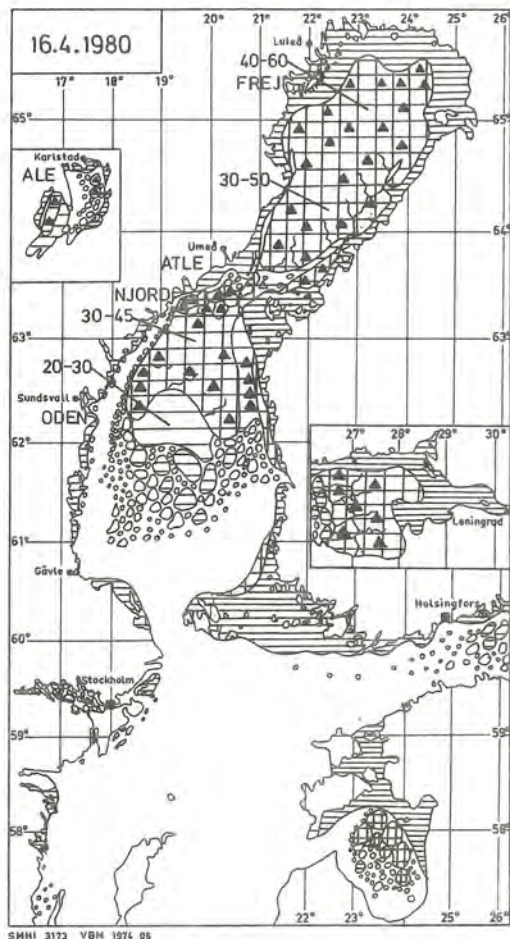 16.4.1980
20° 21° 22° 23° 24° 25° 26°
17° 18° 19°
Luleå
40-60
FREJ
65° 65°
Karlstad
ALE
30-50
64°
Umeå
ATLE
NJORD
30-45
63° 63°
20-30
Sundsvall
ODEN
62° 62°
27° 28° 29° 30°
61°
Leningrad
Gävle
Helsingfors
60°
Stockholm
59° 59°
58° 58°
22° 23° 24° 25° 26°
SMHI 3173 VBM 1974 06